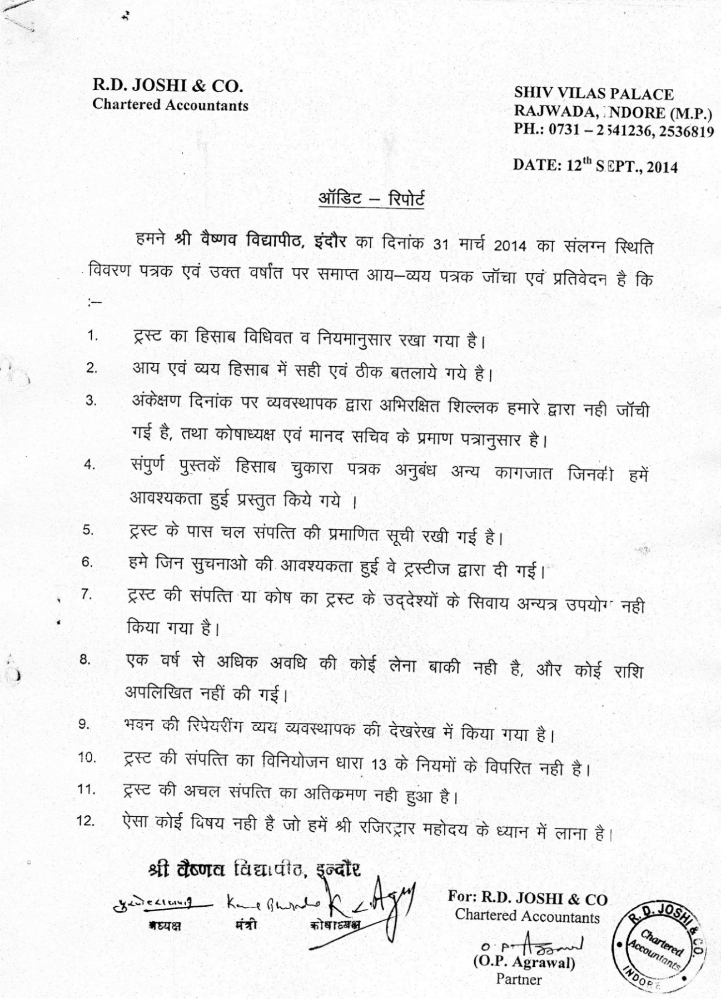 R.D. JOSHI & CO.
Chartered Accountants
SHIV VILAS PALACE
RAJWADA, INDORE (M.P.)
PH.: 0731 – 2541236, 2536819
DATE: 12th SEPT., 2014
ऑडिट – रिपोर्ट
हमने श्री वैष्णव विद्यापीठ, इंदौर का दिनांक 31 मार्च 2014 का संलग्न स्थिति
विवरण पत्रक एवं उक्त वर्षांत पर समाप्त आय–व्यय पत्रक जॉचा एवं प्रतिवेदन है कि
:–
1. ट्रस्ट का हिसाब विधिवत व नियमानुसार रखा गया है।
2. आय एवं व्यय हिसाब में सही एवं ठीक बतलाये गये है।
3. अंकेक्षण दिनांक पर व्यवस्थापक द्वारा अभिरक्षित शिल्लक हमारे द्वारा नही जॉची
गई है, तथा कोषाध्यक्ष एवं मानद सचिव के प्रमाण पत्रानुसार है।
4. संपुर्ण पुस्तकें हिसाब चुकारा पत्रक अनुबंध अन्य कागजात जिनकी हमें
आवश्यकता हुई प्रस्तुत किये गये ।
5. ट्रस्ट के पास चल संपत्ति की प्रमाणित सूची रखी गई है।
6. हमे जिन सुचनाओ की आवश्यकता हुई वे ट्रस्टीज द्वारा दी गई।
7. ट्रस्ट की संपत्ति या कोष का ट्रस्ट के उद्देश्यों के सिवाय अन्यत्र उपयोग नही
किया गया है।
8. एक वर्ष से अधिक अवधि की कोई लेना बाकी नही है, और कोई राशि
अपलिखित नहीं की गई।
9. भवन की रिपेयरींग व्यय व्यवस्थापक की देखरेख में किया गया है।
10. ट्रस्ट की संपत्ति का विनियोजन धारा 13 के नियमों के विपरित नही है।
11. ट्रस्ट की अचल संपत्ति का अतिक्रमण नही हुआ है।
12. ऐसा कोई विषय नही है जो हमें श्री रजिस्ट्रार महोदय के ध्यान में लाना है।
श्री वैष्णव विद्यापीठ, इन्दौर
अध्यक्ष मंत्री कोषाध्यक्ष
For: R.D. JOSHI & CO
Chartered Accountants
O.P. Agrawal
(O.P. Agrawal)
Partner
R.D. JOSHI & CO.
Chartered
Accountants
INDORE